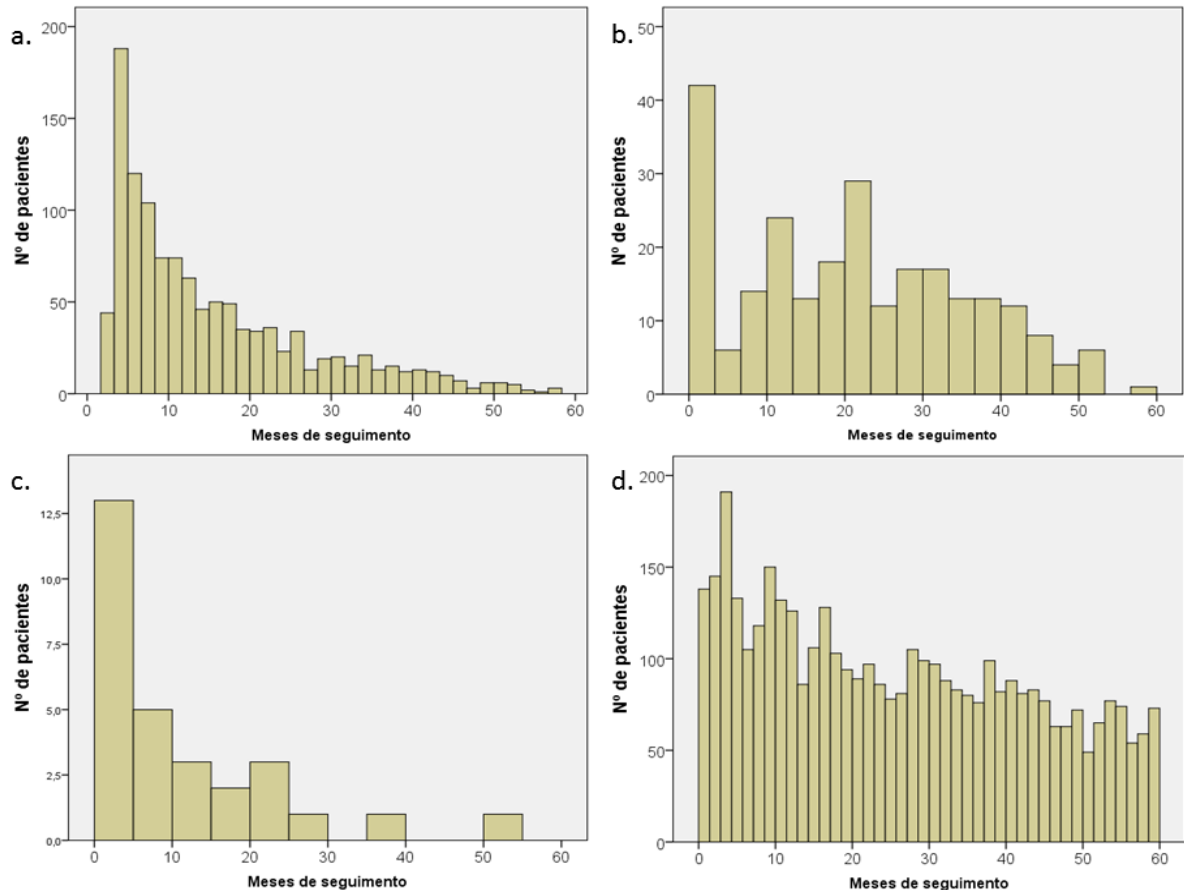 a.
Nº de pacientes
200
150
100
50
0
0 10 20 30 40 50 60
Meses de seguimento
b.
Nº de pacientes
50
40
30
20
10
0
0 10 20 30 40 50 60
Meses de seguimento
c.
Nº de pacientes
12,5
10,0
7,5
5,0
2,5
0,0
0 10 20 30 40 50 60
Meses de seguimento
d.
Nº de pacientes
200
150
100
50
0
0 10 20 30 40 50 60
Meses de seguimento